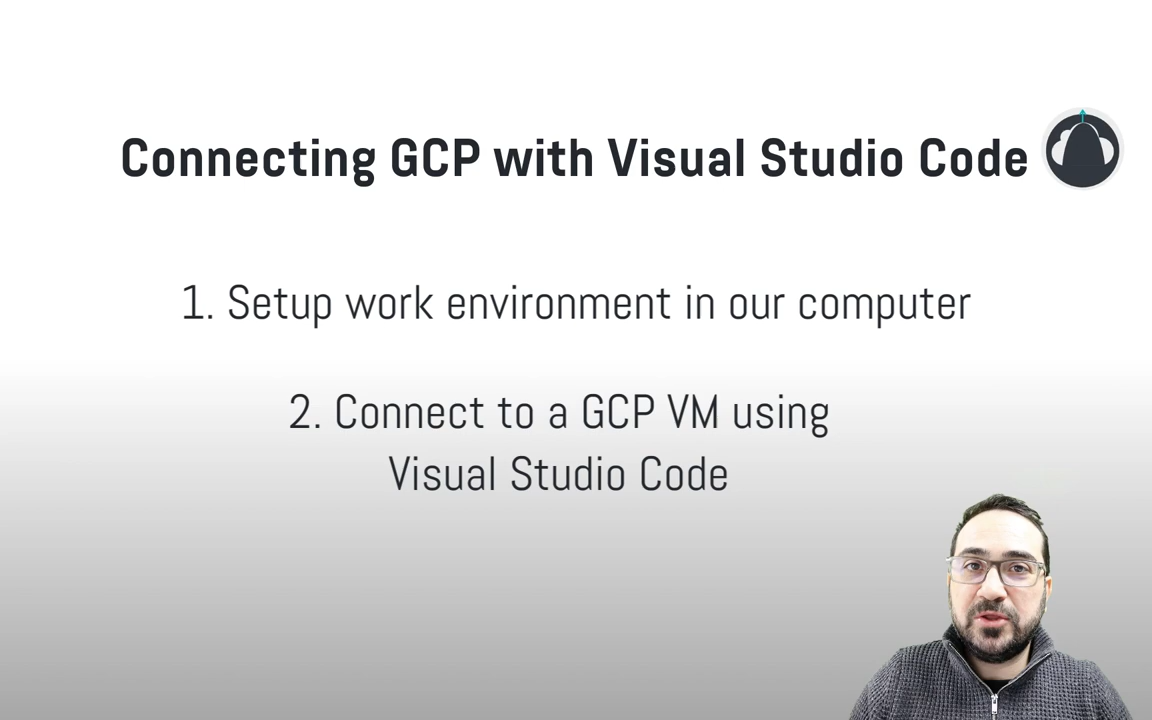 Connecting GCP with Visual Studio Code
1. Setup work environment in our computer
2. Connect to a GCP VM using
Visual Studio Code